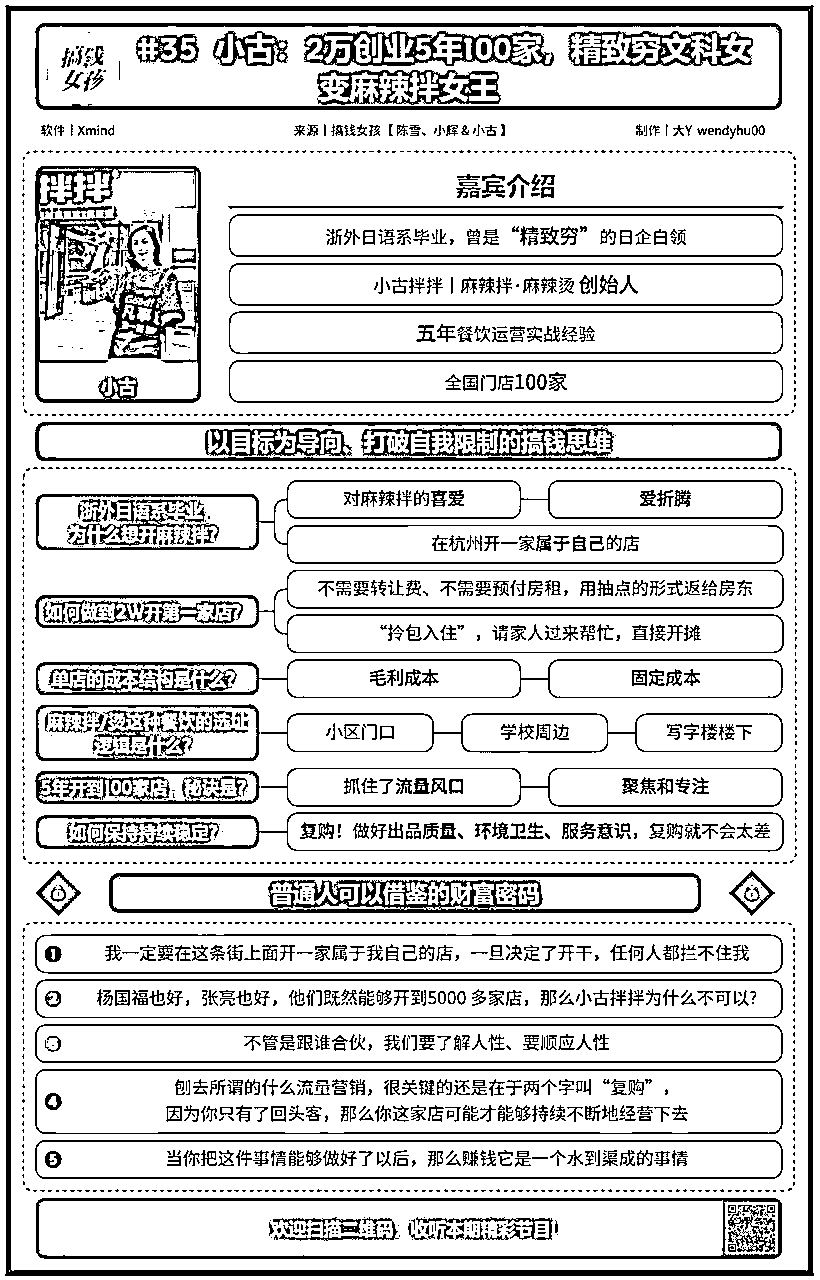 搞钱
女孩
#35 小古：2万创业5年100家，精致穷文科女
变麻辣拌女王
软件丨Xmind
来源丨搞钱女孩【陈雪、小辉＆小古】
制作丨大Y wendyhu00
拌拌
小古
嘉宾介绍
浙外日语系毕业，曾是“精致穷”的日企白领
小古拌拌丨麻辣拌·麻辣烫 创始人
五年餐饮运营实战经验
全国门店100家
以目标为导向、打破自我限制的搞钱思维
浙外日语系毕业，
为什么想开麻辣拌？
对麻辣拌的喜爱
爱折腾
在杭州开一家属于自己的店
如何做到2W开第一家店？
不需要转让费、不需要预付房租，用抽点的形式返给房东
“拎包入住”，请家人过来帮忙，直接开摊
单店的成本结构是什么？
毛利成本
固定成本
麻辣拌/烫这种餐饮的选址
逻辑是什么？
小区门口
学校周边
写字楼楼下
5年开到100家店，秘诀是？
抓住了流量风口
聚焦和专注
如何保持持续稳定？
复购！做好出品质量、环境卫生、服务意识，复购就不会太差
普通人可以借鉴的财富密码
1 我一定要在这条街上面开一家属于我自己的店，一旦决定了开干，任何人都拦不住我
2 杨国福也好，张亮也好，他们既然能够开到5000 多家店，那么小古拌拌为什么不可以？
3 不管是跟谁合伙，我们要了解人性、要顺应人性
4 刨去所谓的什么流量营销，很关键的还是在于两个字叫“复购”，
因为你只有了回头客，那么你这家店可能才能够持续不断地经营下去
5 当你把这件事情能够做好了以后，那么赚钱它是一个水到渠成的事情
欢迎扫描二维码，收听本期精彩节目！